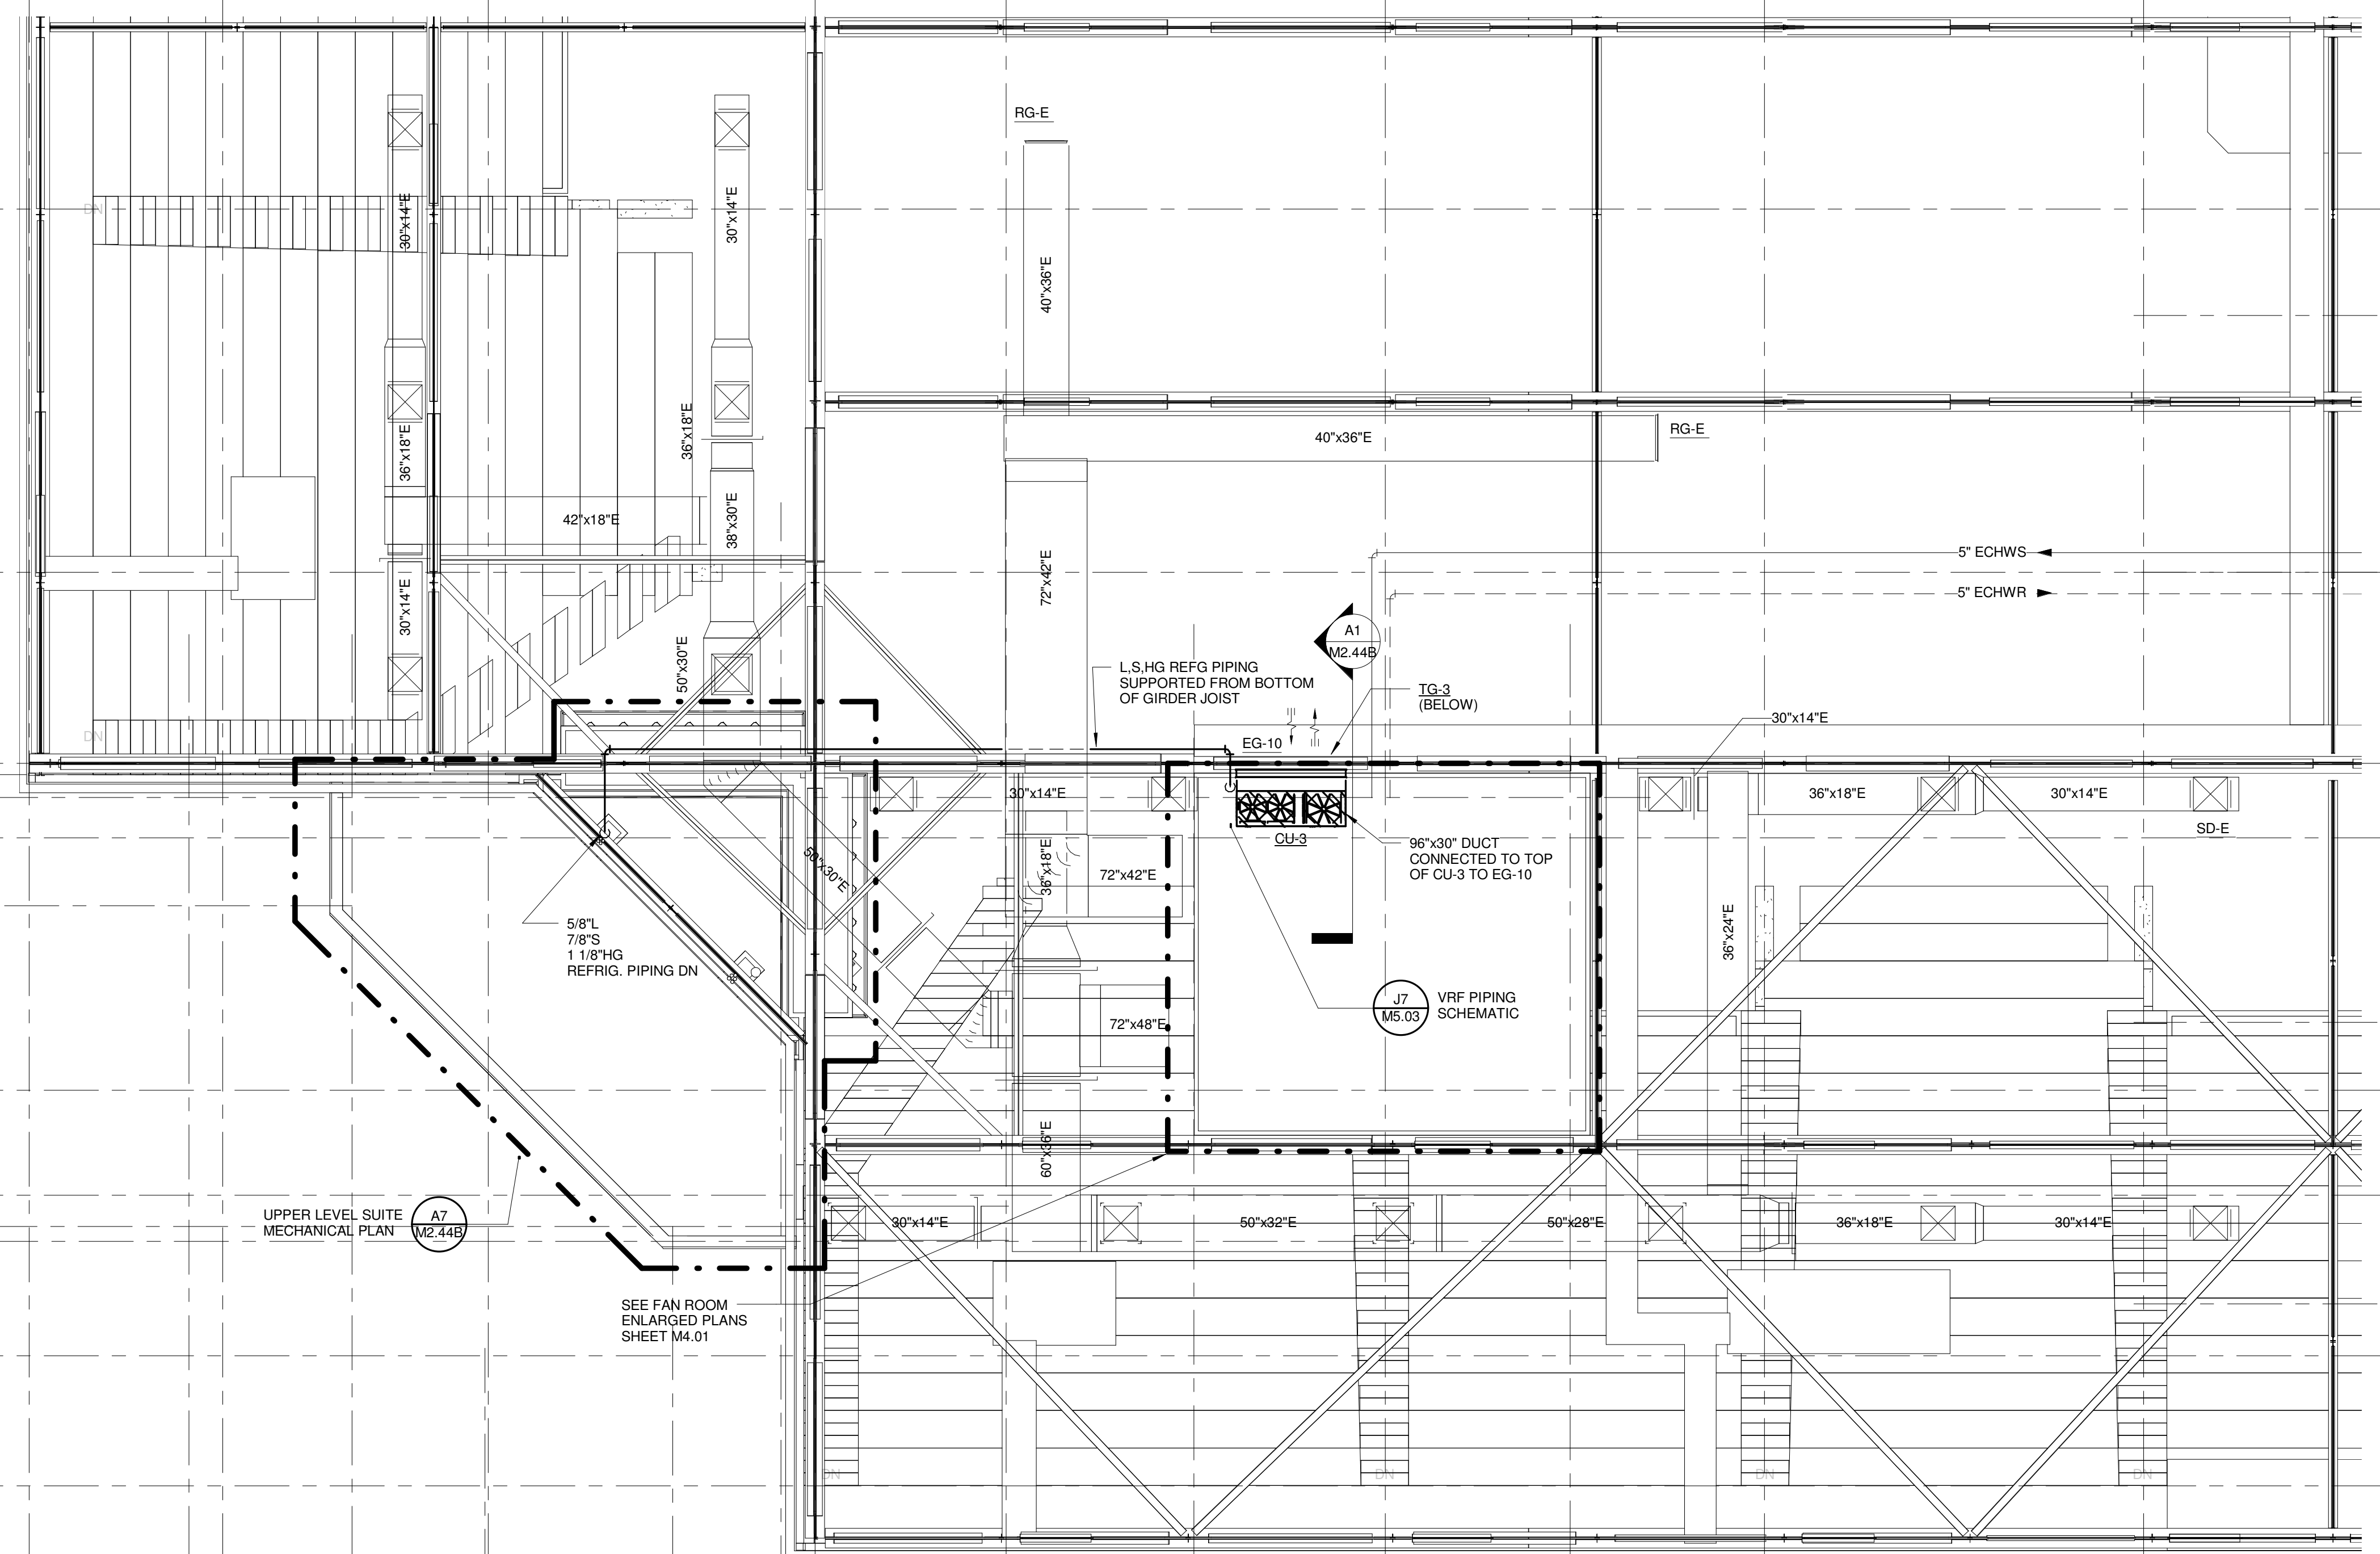 RG-E
DN
30"x14"E
30"x14"E
40"x36"E
36"x18"E
36"x18"E
40"x36"E
RG-E
42"x18"E
38"x30"E
72"x42"E
30"x14"E
5" ECHWS
5" ECHWR
A1
M2.44B
50"x30"E
L,S,HG REFG PIPING
SUPPORTED FROM BOTTOM
OF GIRDER JOIST
TG-3
(BELOW)
30"x14"E
DN
EG-10
30"x14"E
36"x18"E
30"x14"E
SD-E
CU-3
96"x30" DUCT
CONNECTED TO TOP
OF CU-3 TO EG-10
50"x30"E
36"x18"E
72"x42"E
36"x24"E
5/8"L
7/8"S
1 1/8"HG
REFRIG. PIPING DN
J7
M5.03
VRF PIPING
SCHEMATIC
72"x48"E
60"x36"E
UPPER LEVEL SUITE
MECHANICAL PLAN
A7
M2.44B
30"x14"E
50"x32"E
50"x28"E
36"x18"E
30"x14"E
SEE FAN ROOM
ENLARGED PLANS
SHEET M4.01
DN
DN
DN
DN